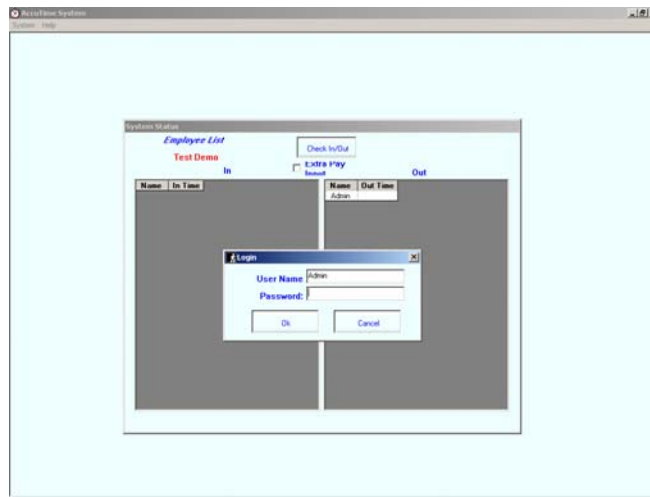 AccuTime System
System Help
System Status
Employee List
Check In/Out
Test Demo
Extra Pay
In
Out
Name In Time
Name Out Time
Admin
Login
User Name Admin
Password:
Ok Cancel